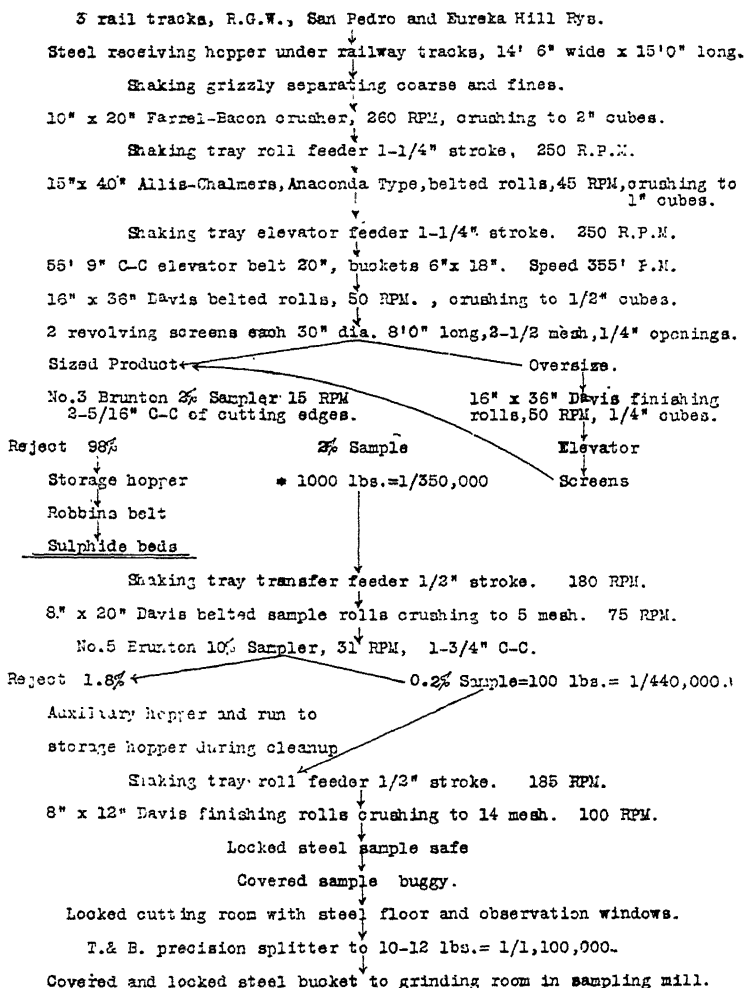 3 rail tracks, R.G.W., San Pedro and Eureka Hill Rys.
Steel receiving hopper under railway tracks, 14' 6" wide x 15'0" long.
Shaking grizzly separating coarse and fines.
10" x 20" Farrel-Bacon crusher, 260 RPM, crushing to 2" cubes.
Shaking tray roll feeder 1-1/4" stroke, 250 R.P.M.
15"x 40" Allis-Chalmers, Anaconda Type, belted rolls, 45 RPM, crushing to
1" cubes.
Shaking tray elevator feeder 1-1/4" stroke. 250 R.P.M.
55' 9" C-C elevator belt 20", buckets 6"x 18". Speed 355' P.M.
16" x 36" Davis belted rolls, 50 RPM. , crushing to 1/2" cubes.
2 revolving screens each 30" dia. 8'0" long, 2-1/2 mesh, 1/4" openings.
Sized Product Oversize.
No.3 Brunton 2% Sampler 15 RPM 16" x 36" Davis finishing
2-5/16" C-C of cutting edges. rolls, 50 RPM, 1/4" cubes.
Reject 98% 2% Sample Elevator
Storage hopper * 1000 lbs.=1/350,000 Screens
Robbins belt
Sulphide beds
Shaking tray transfer feeder 1/2" stroke. 180 RPM.
8" x 20" Davis belted sample rolls crushing to 5 mesh. 75 RPM.
No.5 Brunton 10% Sampler, 31 RPM, 1-3/4" C-C.
Reject 1.8% 0.2% Sample=100 lbs.= 1/440,000.
Auxiliary hopper and run to
storage hopper during cleanup
Shaking tray roll feeder 1/2" stroke. 185 RPM.
8" x 12" Davis finishing rolls crushing to 14 mesh. 100 RPM.
Locked steel sample safe
Covered sample buggy.
Locked cutting room with steel floor and observation windows.
T.& B. precision splitter to 10-12 lbs.= 1/1,100,000.
Covered and locked steel bucket to grinding room in sampling mill.